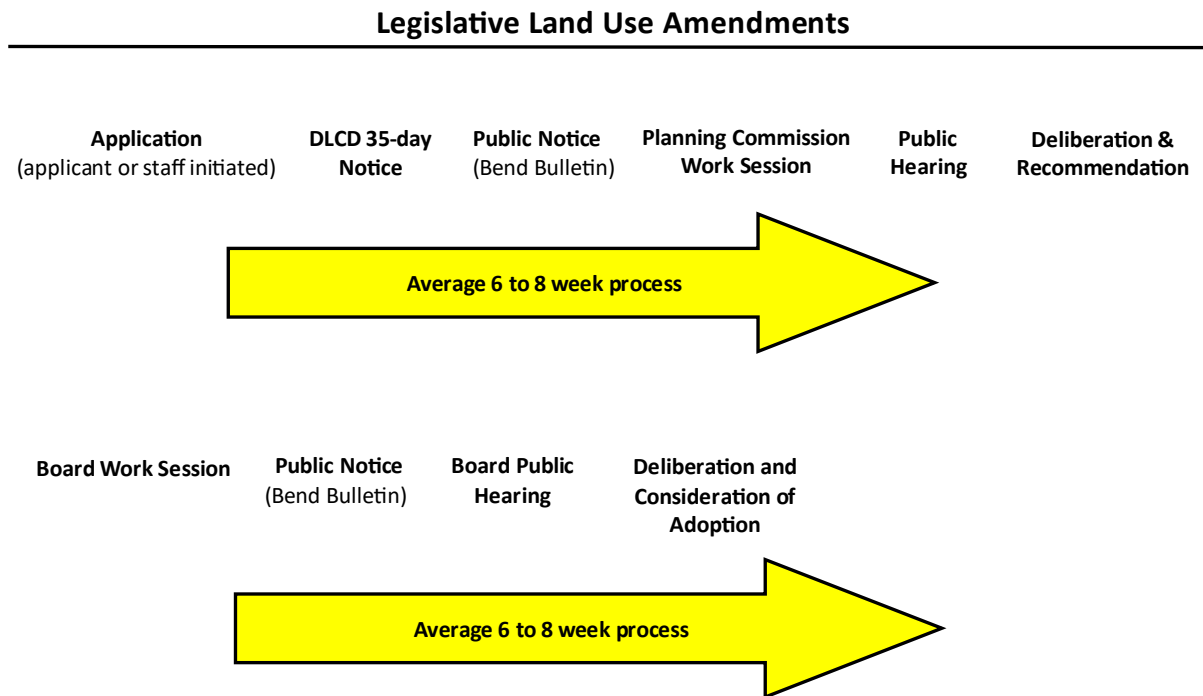 Legislative Land Use Amendments
Application
(applicant or staff initiated)
DLCD 35-day
Notice
Public Notice
(Bend Bulletin)
Planning Commission
Work Session
Public
Hearing
Deliberation &
Recommendation
Average 6 to 8 week process
Board Work Session
Public Notice
(Bend Bulletin)
Board Public
Hearing
Deliberation and
Consideration of
Adoption
Average 6 to 8 week process